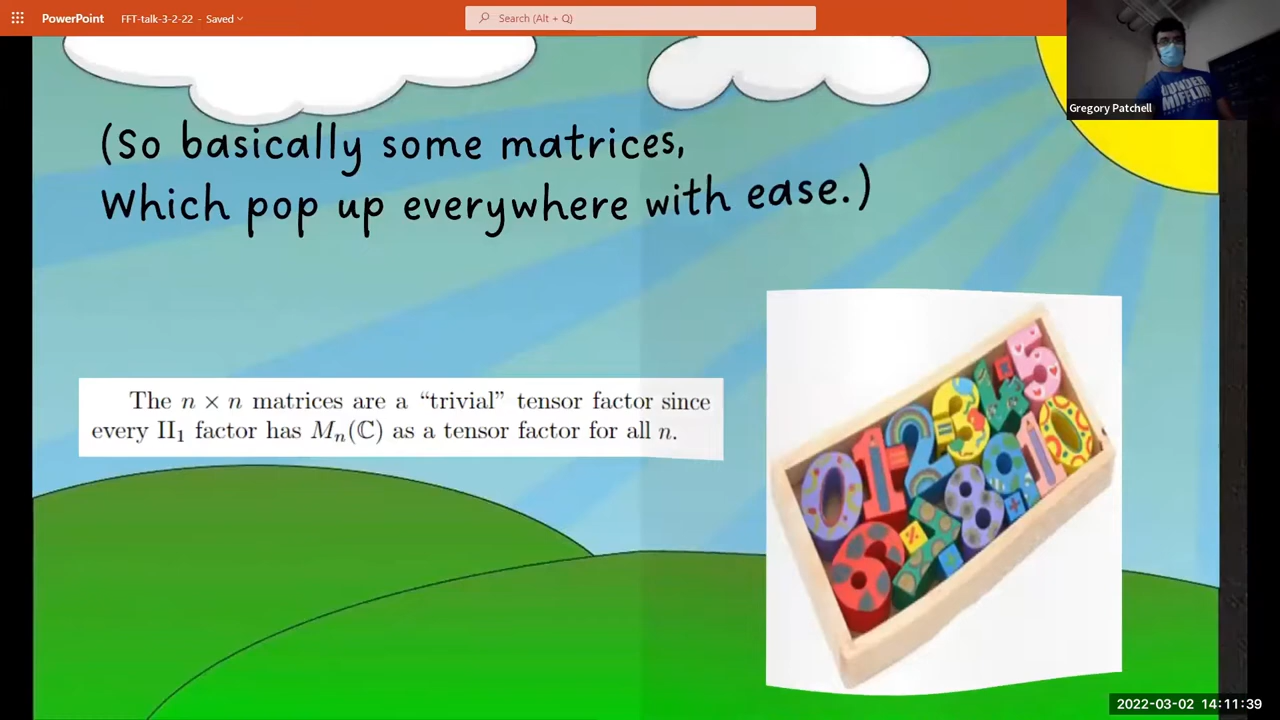 PowerPoint FFT-talk-3-2-22 - Saved Search (Alt + Q)
Gregory Patchell
DUNDER
MIFFLIN
(So basically some matrices,
Which pop up everywhere with ease.)
The n × n matrices are a “trivial” tensor factor since
every II₁ factor has Mₙ(ℂ) as a tensor factor for all n.
2022-03-02 14:11:39